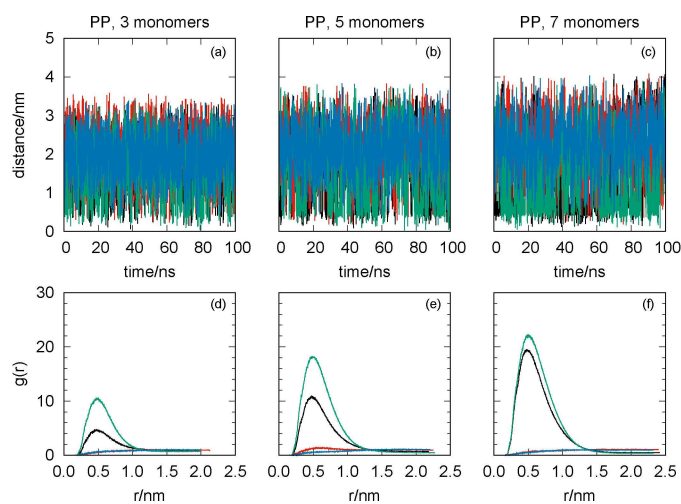 PP, 3 monomers PP, 5 monomers PP, 7 monomers
5 (a) (b) (c)
4
3
2
1
0
distance/nm
0 20 40 60 80 100 0 20 40 60 80 100 0 20 40 60 80 100
time/ns time/ns time/ns
30 (d) (e) (f)
20
10
0
g(r)
0.0 0.5 1.0 1.5 2.0 2.5 0.0 0.5 1.0 1.5 2.0 2.5 0.0 0.5 1.0 1.5 2.0 2.5
r/nm r/nm r/nm